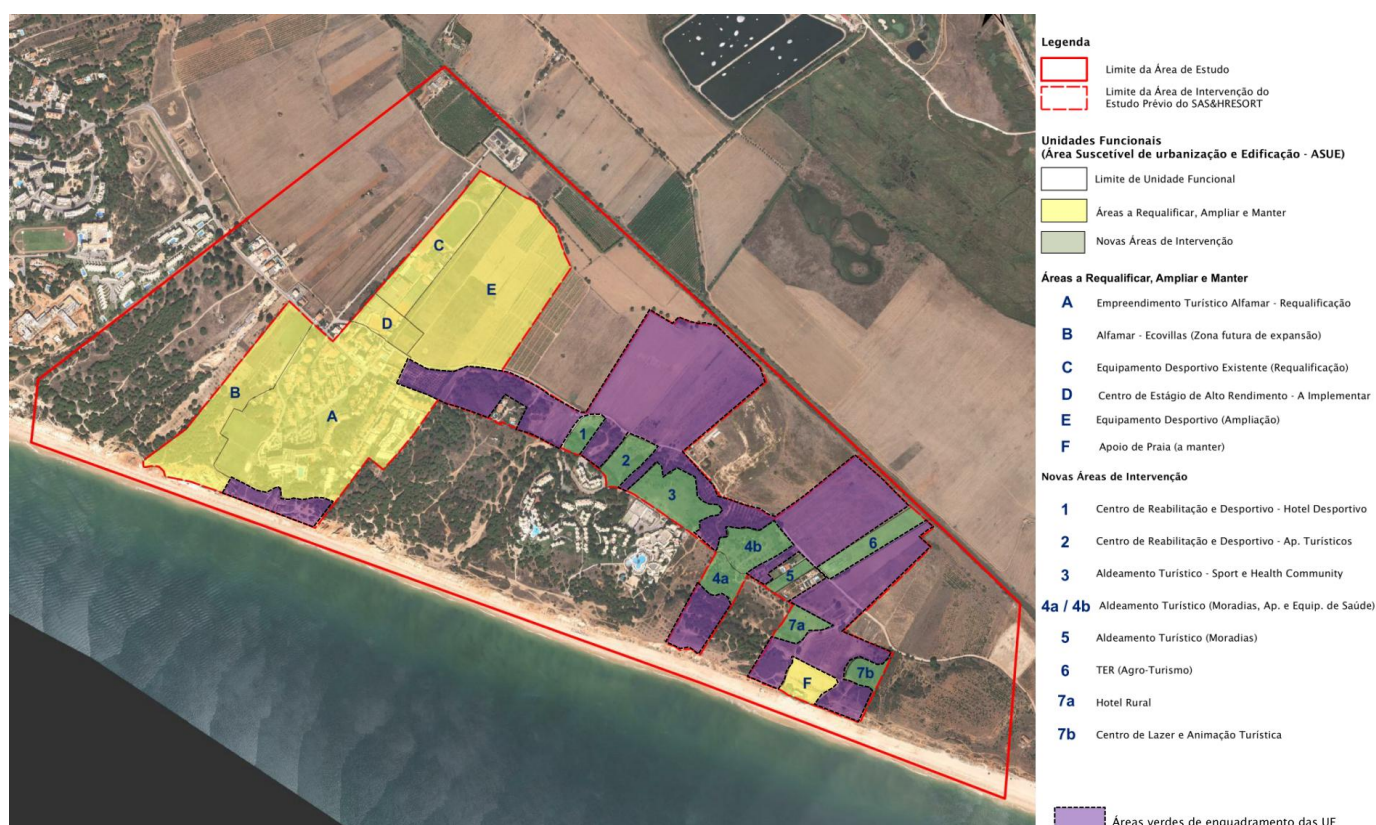 Legenda
Limite da Área de Estudo
Limite da Área de Intervenção do
Estudo Prévio do SAS&HRESORT
Unidades Funcionais
(Área Suscetível de urbanização e Edificação - ASUE)
Limite de Unidade Funcional
Áreas a Requalificar, Ampliar e Manter
Novas Áreas de Intervenção
Áreas a Requalificar, Ampliar e Manter
A Empreendimento Turístico Alfamar - Requalificação
B Alfamar - Ecovillas (Zona futura de expansão)
C Equipamento Desportivo Existente (Requalificação)
D Centro de Estágio de Alto Rendimento - A Implementar
E Equipamento Desportivo (Ampliação)
F Apoio de Praia (a manter)
Novas Áreas de Intervenção
1 Centro de Reabilitação e Desportivo - Hotel Desportivo
2 Centro de Reabilitação e Desportivo - Ap. Turísticos
3 Aldeamento Turístico - Sport e Health Community
4a / 4b Aldeamento Turístico (Moradias, Ap. e Equip. de Saúde)
5 Aldeamento Turístico (Moradias)
6 TER (Agro-Turismo)
7a Hotel Rural
7b Centro de Lazer e Animação Turística
Áreas verdes de enquadramento das UF
C
E
D
B
A
1
2
3
4b
6
5
4a
7a
7b
F